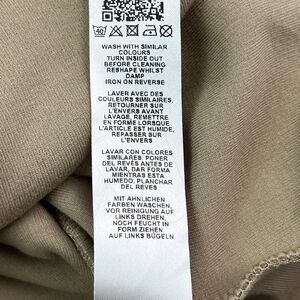 40
WASH WITH SIMILAR
COLOURS
TURN INSIDE OUT
BEFORE CLEANING
RESHAPE WHILST
DAMP
IRON ON REVERSE
LAVER AVEC DES
COULEURS SIMILAIRES,
RETOURNER SUR
L'ENVERS AVANT
LAVAGE, REMETTRE
EN FORME LORSQUE
L'ARTICLE EST HUMIDE,
REPASSER SUR
L'ENVERS
LAVAR CON COLORES
SIMILARES. PONER
DEL REVÉS ANTES DE
LAVAR. DAR FORMA
MIENTRAS ESTA
HUMEDO, PLANCHAR
DEL REVES
MIT ÄHNLICHEN
FARBEN WASCHEN,
VOR REINIGUNG AUF
LINKS DREHEN,
NOCH FEUCHT IN
FORM ZIEHEN
AUF LINKS BÜGELN